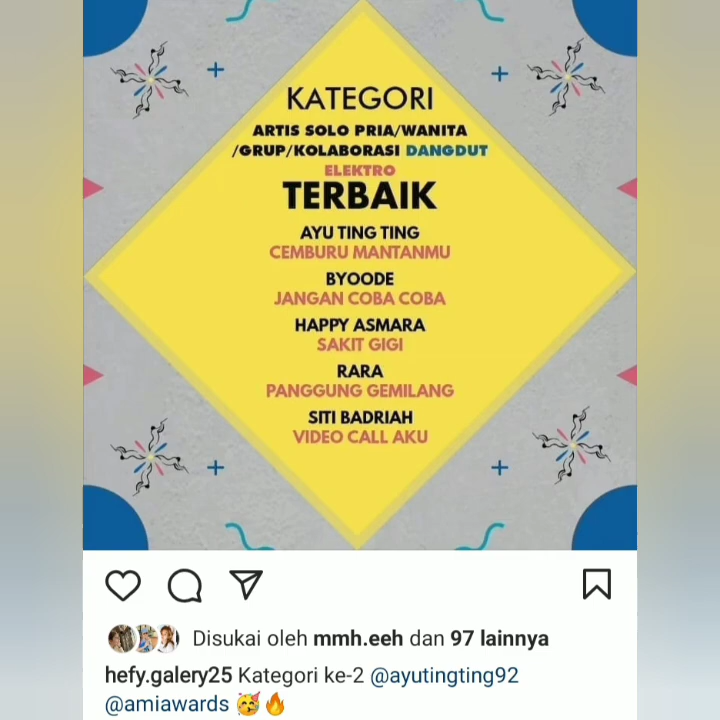 KATEGORI
ARTIS SOLO PRIA/WANITA
/GRUP/KOLABORASI DANGDUT
ELEKTRO
TERBAIK
AYU TING TING
CEMBURU MANTANMU
BYOODE
JANGAN COBA COBA
HAPPY ASMARA
SAKIT GIGI
RARA
PANGGUNG GEMILANG
SITI BADRIAH
VIDEO CALL AKU
Disukai oleh mmh.eeh dan 97 lainnya
hefy.galery25 Kategori ke-2 @ayutingting92
@amiawards 🥳🔥